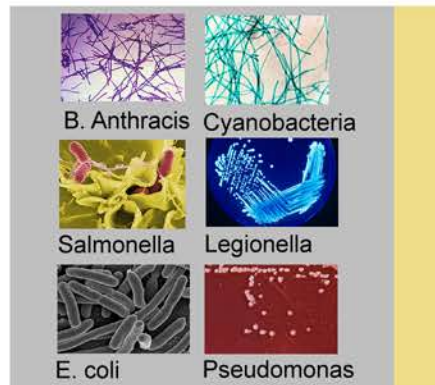 B. Anthracis Cyanobacteria
Salmonella Legionella
E. coli Pseudomonas